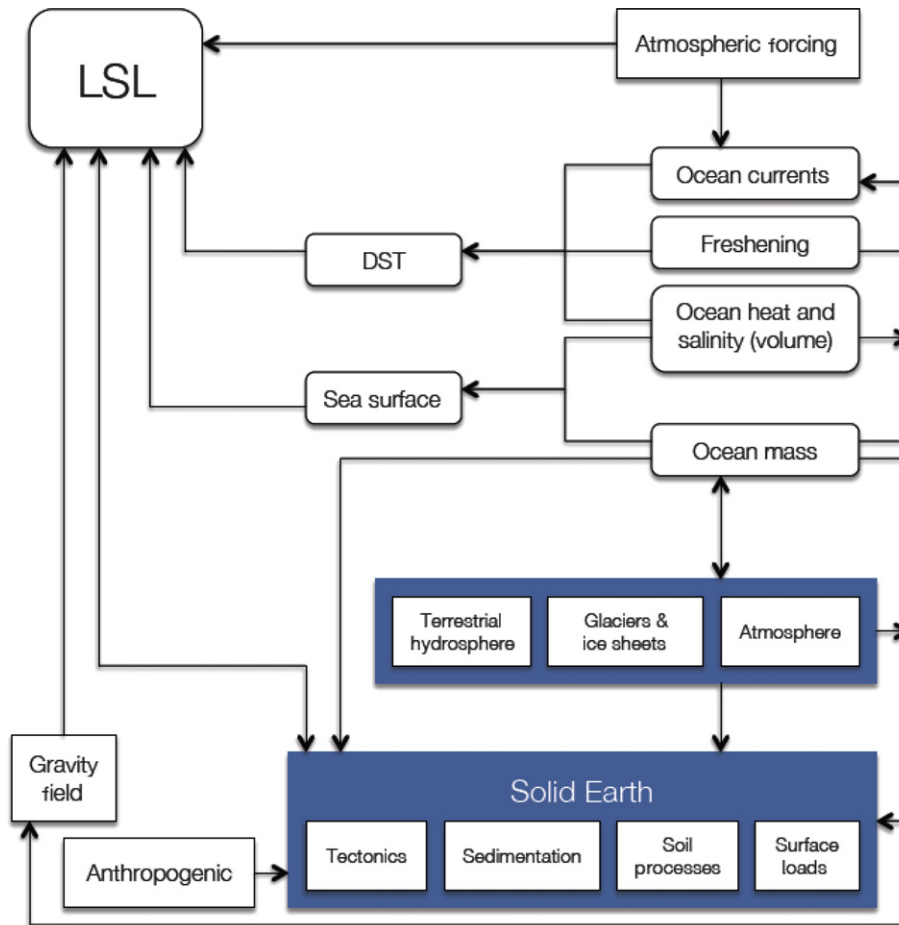 LSL
Atmospheric forcing
Ocean currents
Freshening
DST
Ocean heat and
salinity (volume)
Sea surface
Ocean mass
Terrestrial
hydrosphere
Glaciers &
ice sheets
Atmosphere
Gravity
field
Solid Earth
Tectonics
Sedimentation
Soil
processes
Surface
loads
Anthropogenic